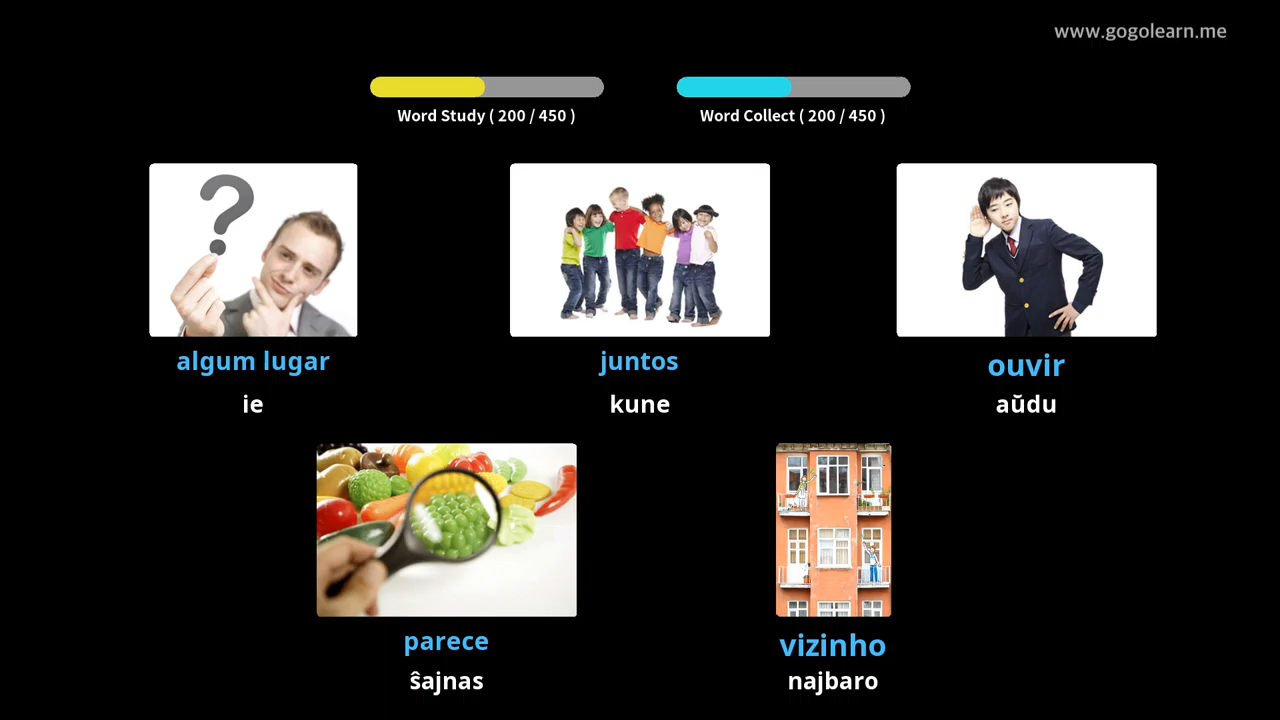 www.gogolearn.me
Word Study ( 200 / 450 )
Word Collect ( 200 / 450 )
algum lugar
ie
juntos
kune
ouvir
aŭdu
parece
ŝajnas
vizinho
najbaro